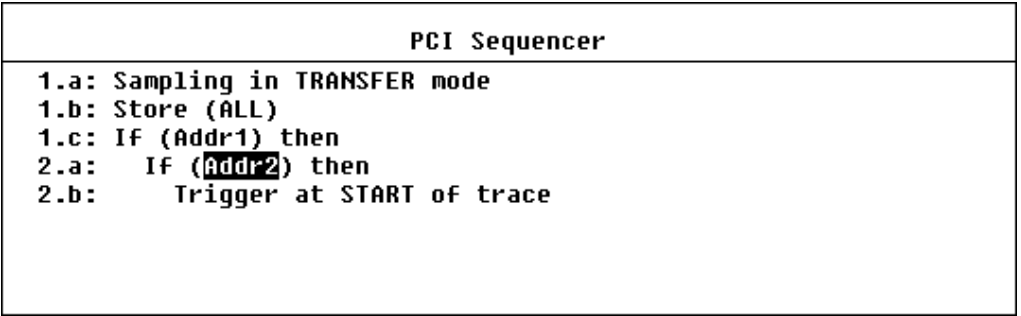 PCI Sequencer
1.a: Sampling in TRANSFER mode
1.b: Store (ALL)
1.c: If (Addr1) then
2.a: If (Addr2) then
2.b: Trigger at START of trace